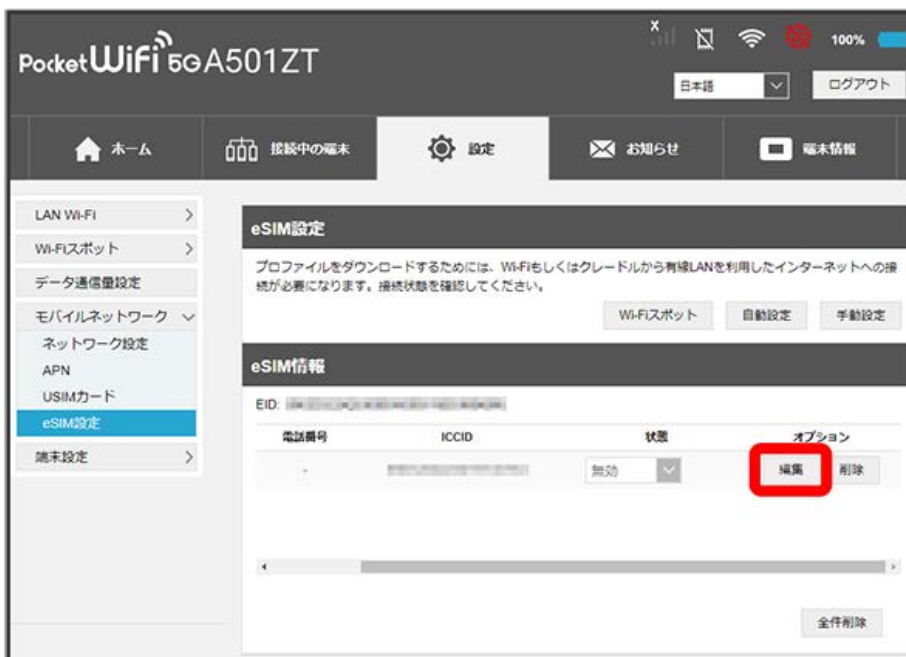 Pocket WiFi 5G A501ZT
100%
日本語
ログアウト
ホーム
接続中の端末
設定
お知らせ
端末情報
LAN Wi-Fi
Wi-Fiスポット
データ通信量設定
モバイルネットワーク
ネットワーク設定
APN
USIMカード
eSIM設定
端末設定
eSIM設定
プロファイルをダウンロードするためには、Wi-Fiもしくはクレードルから有線LANを利用したインターネットへの接
続が必要になります。接続状態を確認してください。
Wi-Fiスポット 自動設定 手動設定
eSIM情報
EID:
電話番号 ICCID 状態 オプション
- 無効 編集 削除
全件削除